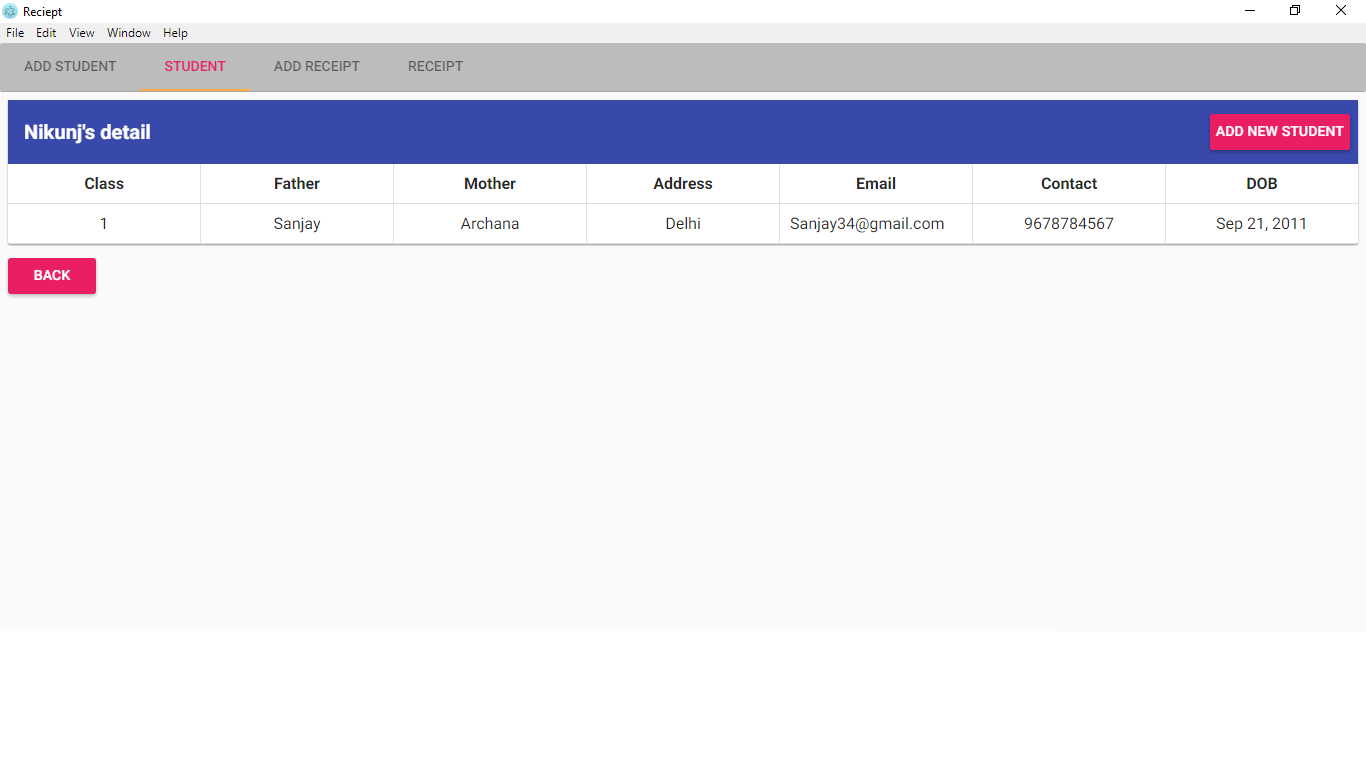 Reciept
File Edit View Window Help
ADD STUDENT STUDENT ADD RECEIPT RECEIPT
Nikunj's detail ADD NEW STUDENT
Class Father Mother Address Email Contact DOB
1 Sanjay Archana Delhi Sanjay34@gmail.com 9678784567 Sep 21, 2011
BACK